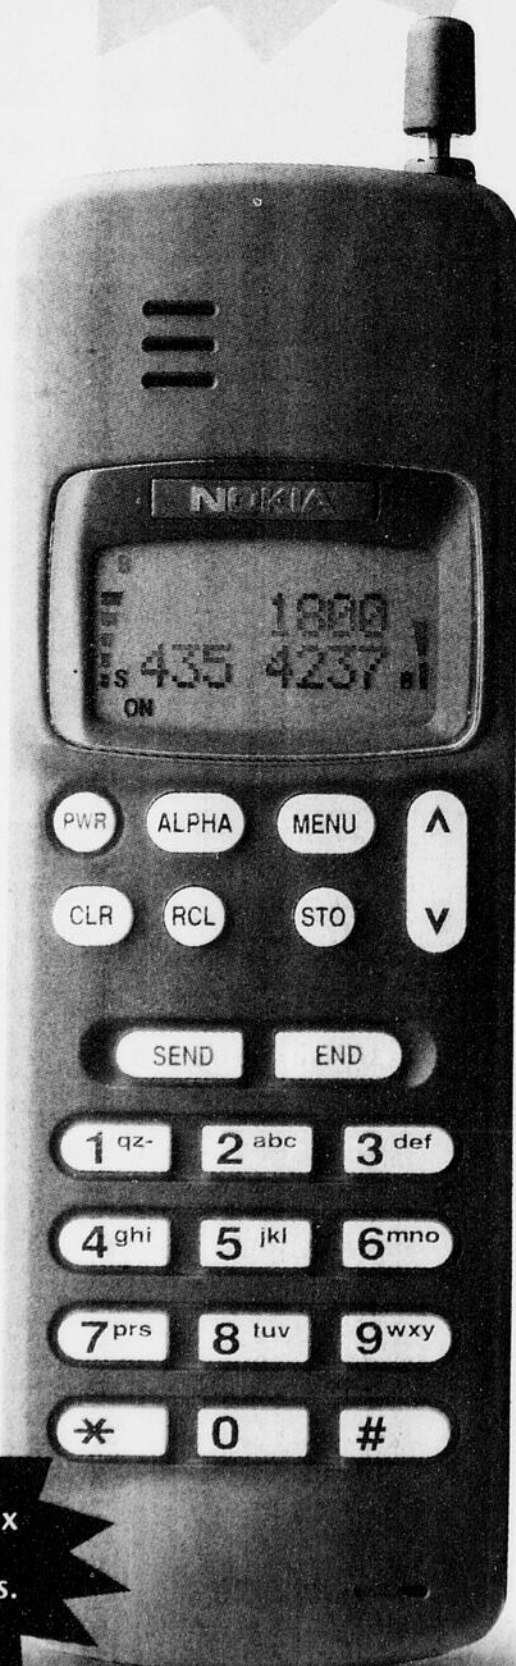 NOKIA
1800
S 435 4237
ON
PWR ALPHA MENU
CLR RCL STO
SEND END
1 qz- 2 abc 3 def
4 ghi 5 jkl 6 mno
7 prs 8 tuv 9 wxy
* 0 #
x
s.